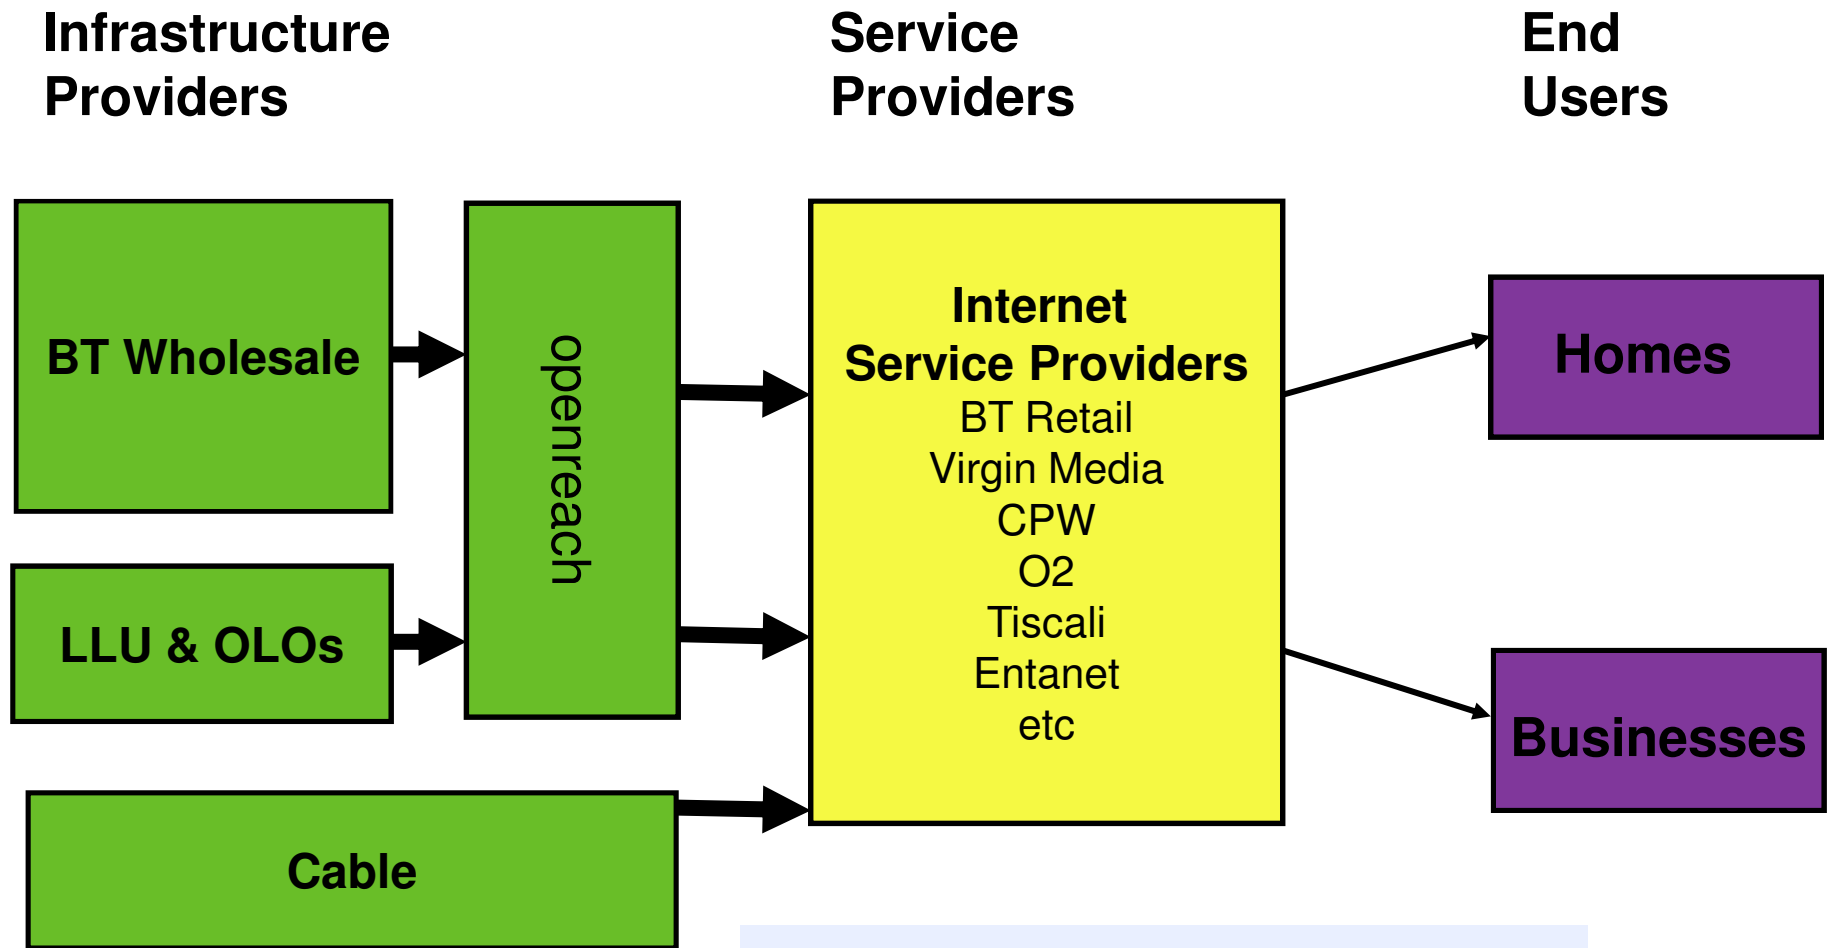 Infrastructure
Providers
Service
Providers
End
Users
BT Wholesale
openreach
LLU & OLOs
Cable
Internet
Service Providers
BT Retail
Virgin Media
CPW
O2
Tiscali
Entanet
etc
Homes
Businesses